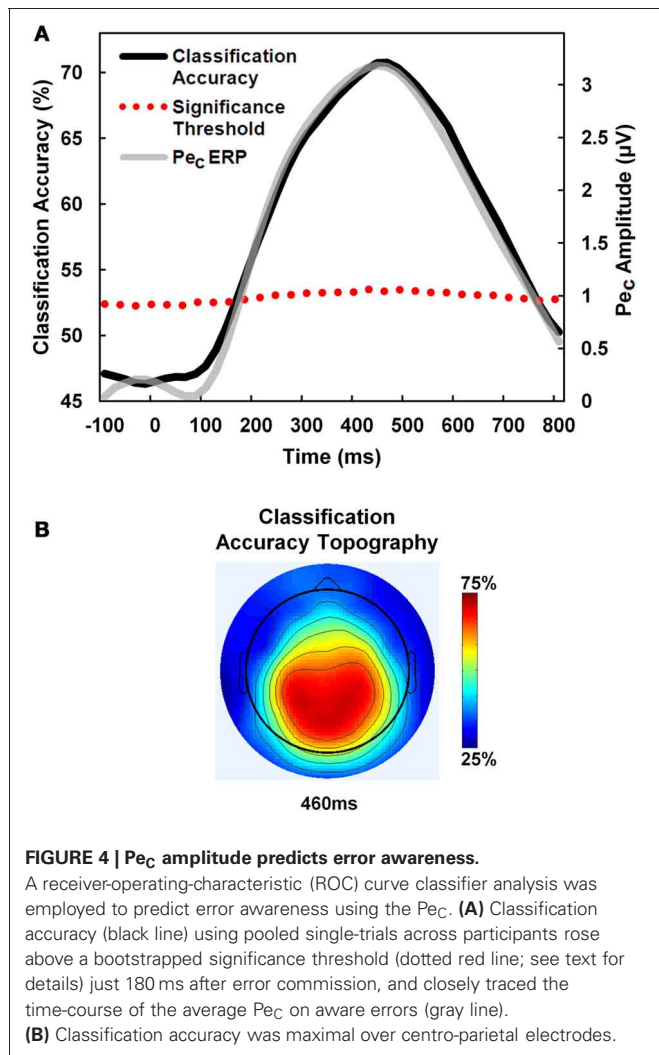 A
Classification
Accuracy
Significance
Threshold
Pec ERP
Classification Accuracy (%)
70
65
60
55
50
45
Pec Amplitude (µV)
3
2.5
2
1.5
1
0.5
0
-100 0 100 200 300 400 500 600 700 800
Time (ms)
B
Classification
Accuracy Topography
75%
25%
460ms
FIGURE 4 | Pec amplitude predicts error awareness.
A receiver-operating-characteristic (ROC) curve classifier analysis was
employed to predict error awareness using the Pec. (A) Classification
accuracy (black line) using pooled single-trials across participants rose
above a bootstrapped significance threshold (dotted red line; see text for
details) just 180 ms after error commission, and closely traced the
time-course of the average Pec on aware errors (gray line).
(B) Classification accuracy was maximal over centro-parietal electrodes.